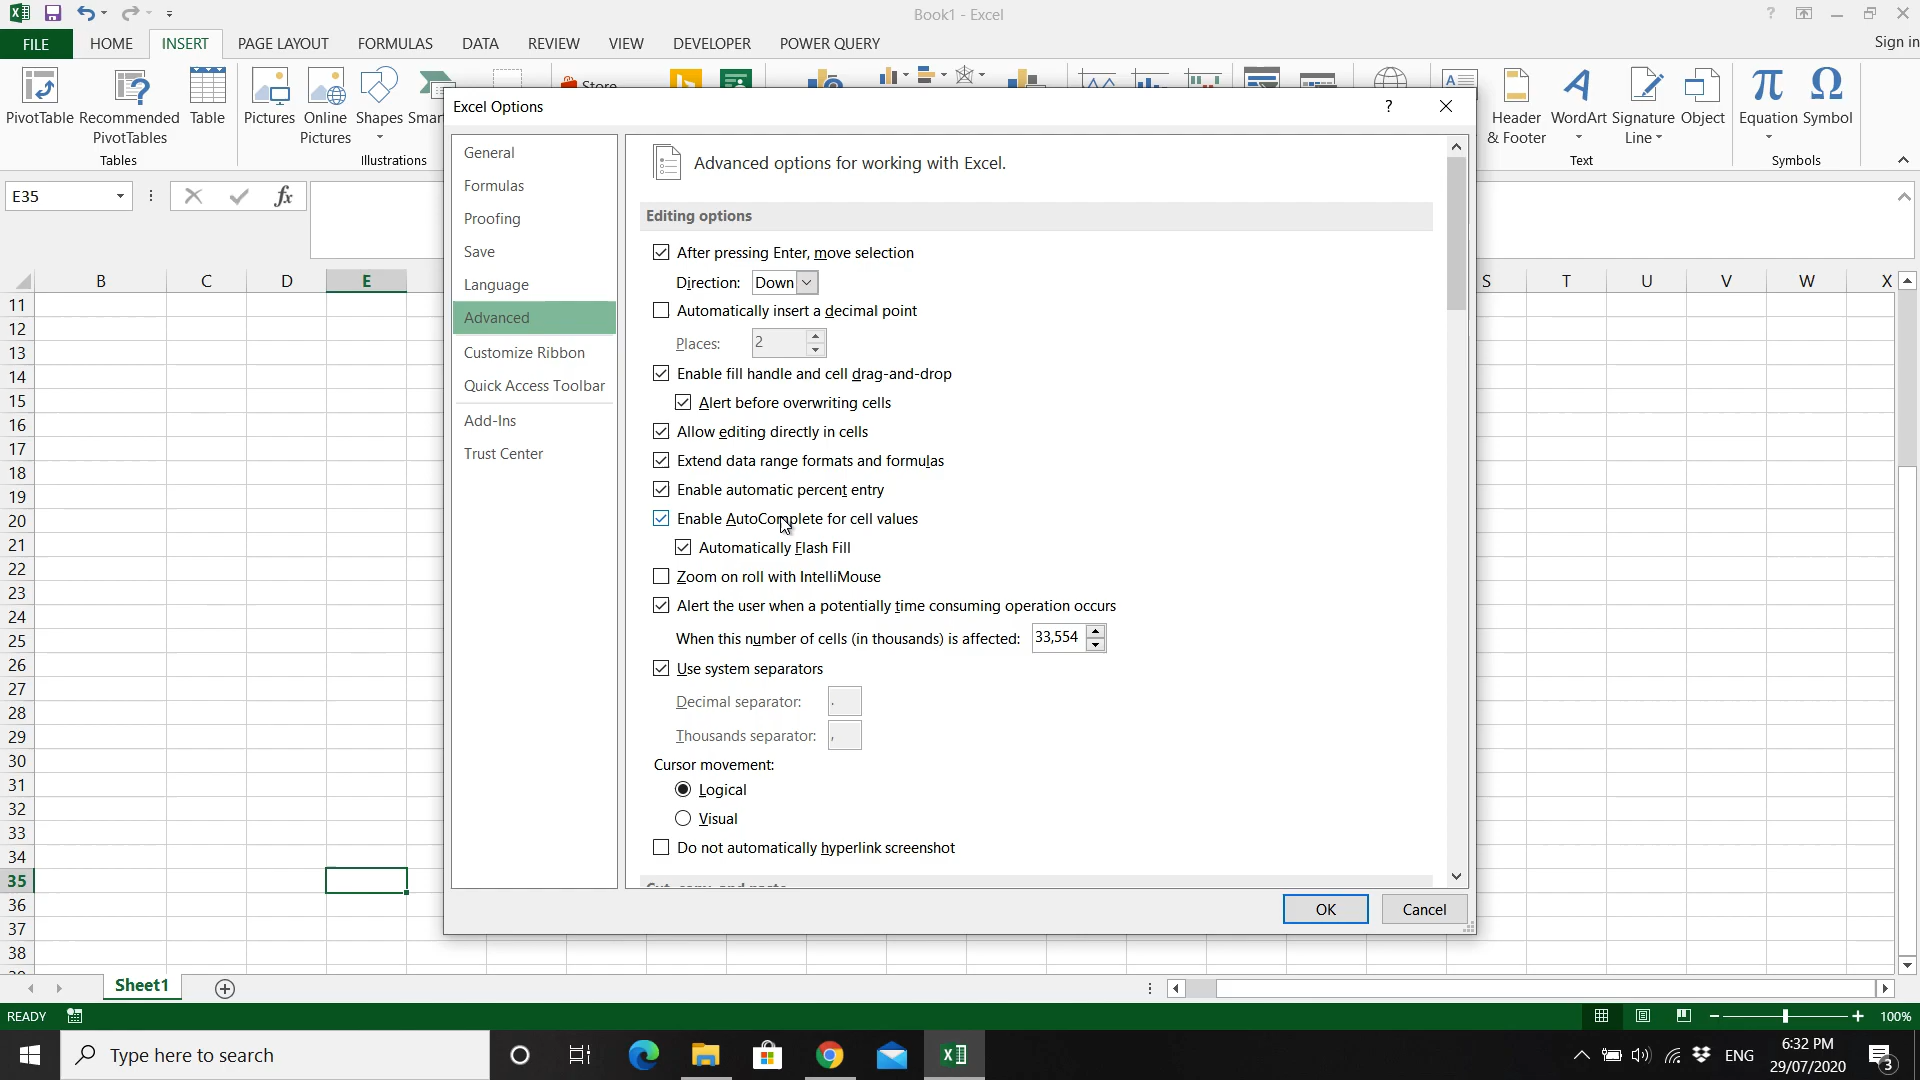 Book1 - Excel
FILE HOME INSERT PAGE LAYOUT FORMULAS DATA REVIEW VIEW DEVELOPER POWER QUERY
Sign in
PivotTable
Recommended
PivotTables
Table
Tables
Pictures
Online
Pictures
Shapes
Illustrations
Store
Header
& Footer
WordArt
Signature
Line
Object
Text
Equation
Symbol
Symbols
E35
fx
Excel Options
?
General
Formulas
Proofing
Save
Language
Advanced
Customize Ribbon
Quick Access Toolbar
Add-Ins
Trust Center
Advanced options for working with Excel.
Editing options
After pressing Enter, move selection
Direction: Down
Automatically insert a decimal point
Places: 2
Enable fill handle and cell drag-and-drop
Alert before overwriting cells
Allow editing directly in cells
Extend data range formats and formulas
Enable automatic percent entry
Enable AutoComplete for cell values
Automatically Flash Fill
Zoom on roll with IntelliMouse
Alert the user when a potentially time consuming operation occurs
When this number of cells (in thousands) is affected: 33,554
Use system separators
Decimal separator: .
Thousands separator: ,
Cursor movement:
Logical
Visual
Do not automatically hyperlink screenshot
OK Cancel
B C D E S T U V W X
11
12
13
14
15
16
17
18
19
20
21
22
23
24
25
26
27
28
29
30
31
32
33
34
35
36
37
38
Sheet1
READY
100%
Type here to search
ENG
6:32 PM
29/07/2020
3